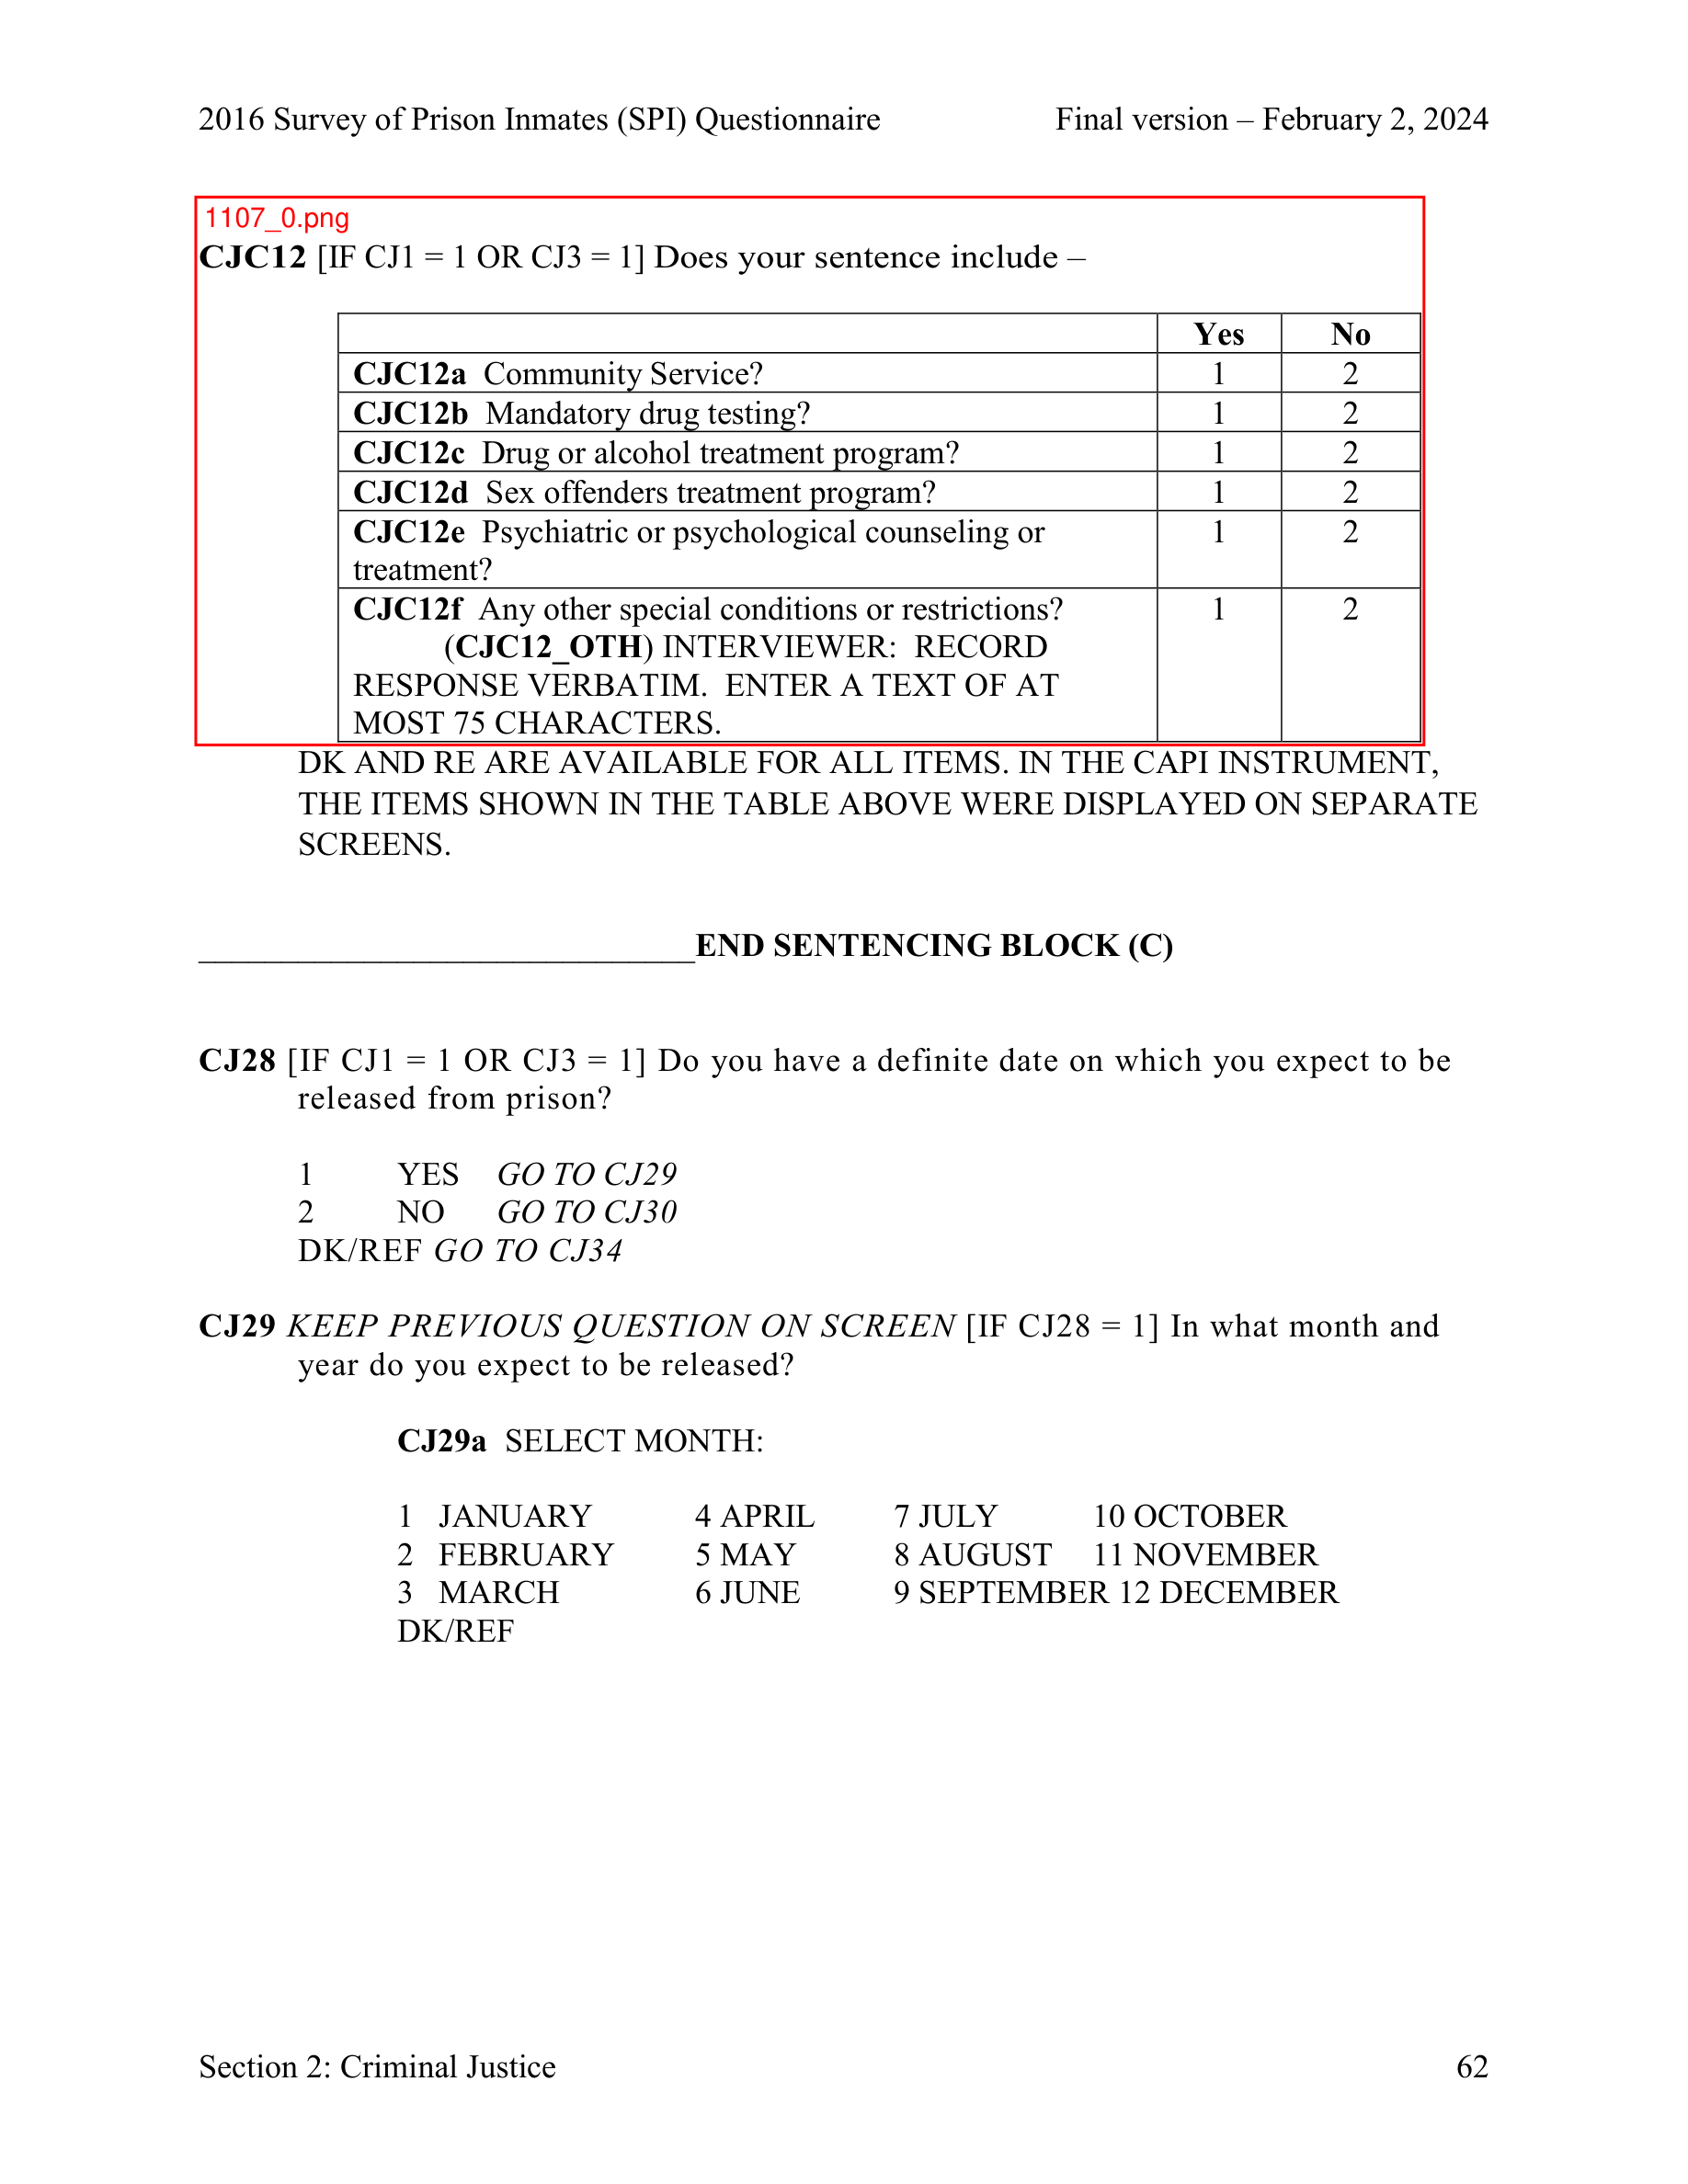 2016 Survey of Prison Inmates (SPI) Questionnaire Final version – February 2, 2024
1107_0.png
CJC12 [IF CJ1 = 1 OR CJ3 = 1] Does your sentence include –
Yes No
CJC12a Community Service? 1 2
CJC12b Mandatory drug testing? 1 2
CJC12c Drug or alcohol treatment program? 1 2
CJC12d Sex offenders treatment program? 1 2
CJC12e Psychiatric or psychological counseling or 1 2
treatment?
CJC12f Any other special conditions or restrictions? 1 2
(CJC12_OTH) INTERVIEWER: RECORD
RESPONSE VERBATIM. ENTER A TEXT OF AT
MOST 75 CHARACTERS.
DK AND RE ARE AVAILABLE FOR ALL ITEMS. IN THE CAPI INSTRUMENT,
THE ITEMS SHOWN IN THE TABLE ABOVE WERE DISPLAYED ON SEPARATE
SCREENS.
______________________________END SENTENCING BLOCK (C)
CJ28 [IF CJ1 = 1 OR CJ3 = 1] Do you have a definite date on which you expect to be
released from prison?
1 YES GO TO CJ29
2 NO GO TO CJ30
DK/REF GO TO CJ34
CJ29 KEEP PREVIOUS QUESTION ON SCREEN [IF CJ28 = 1] In what month and
year do you expect to be released?
CJ29a SELECT MONTH:
1 JANUARY 4 APRIL 7 JULY 10 OCTOBER
2 FEBRUARY 5 MAY 8 AUGUST 11 NOVEMBER
3 MARCH 6 JUNE 9 SEPTEMBER 12 DECEMBER
DK/REF
Section 2: Criminal Justice 62